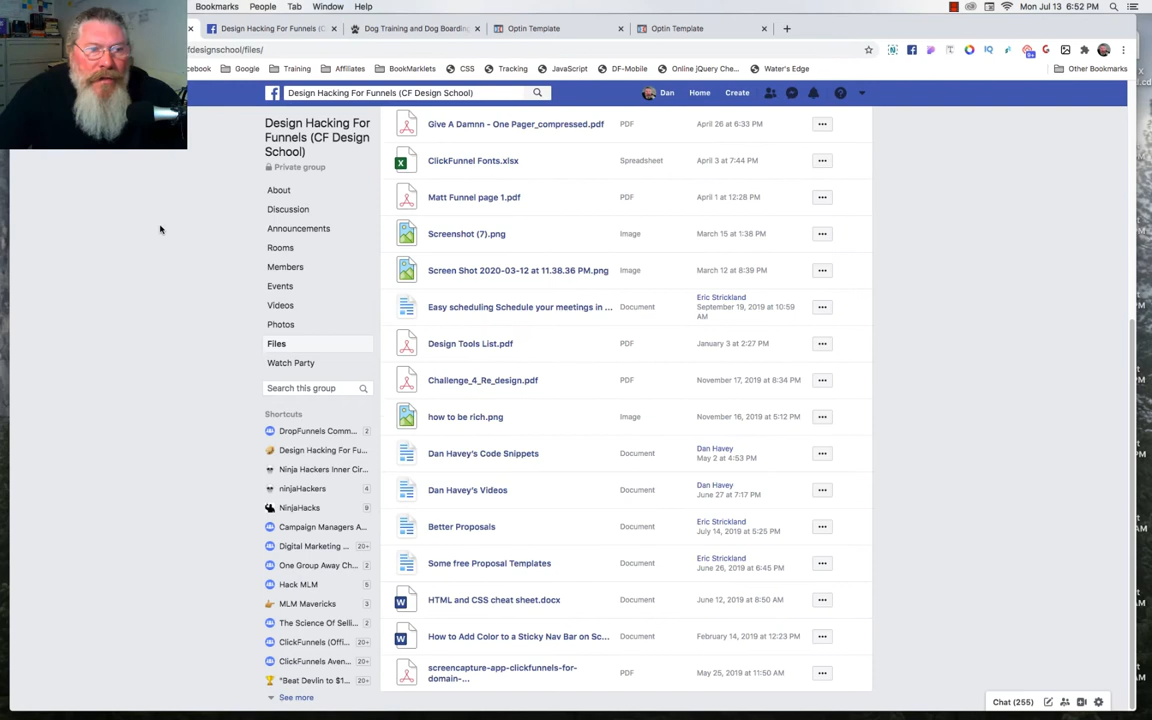 Bookmarks People Tab Window Help
Mon Jul 13 6:52 PM
Design Hacking For Funnels (C
Dog Training and Dog Boardin
Optin Template
Optin Template
fdesignschool/files/
cebook
Google
Training
Affiliates
BookMarklets
CSS
Tracking
JavaScript
DF-Mobile
Online jQuery Che...
Water's Edge
Other Bookmarks
Design Hacking For Funnels (CF Design School)
Dan
Home
Create
Design Hacking For
Funnels (CF Design
School)
Private group
About
Discussion
Announcements
Rooms
Members
Events
Videos
Photos
Files
Watch Party
Search this group
Shortcuts
DropFunnels Comm... 2
Design Hacking For Fu...
Ninja Hackers Inner Cir...
ninjaHackers 4
NinjaHacks 9
Campaign Managers A...
Digital Marketing ... 20+
One Group Away Ch... 2
Hack MLM 5
MLM Mavericks 3
The Science Of Selli... 2
ClickFunnels (Offi... 20+
ClickFunnels Aven... 20+
"Beat Devlin to $1... 20+
See more
Give A Damnn - One Pager_compressed.pdf PDF April 26 at 6:33 PM
ClickFunnel Fonts.xlsx Spreadsheet April 3 at 7:44 PM
Matt Funnel page 1.pdf PDF April 1 at 12:28 PM
Screenshot (7).png Image March 15 at 1:38 PM
Screen Shot 2020-03-12 at 11.38.36 PM.png Image March 12 at 8:39 PM
Easy scheduling Schedule your meetings in ... Document Eric Strickland
September 19, 2019 at 10:59
AM
Design Tools List.pdf PDF January 3 at 2:27 PM
Challenge_4_Re_design.pdf PDF November 17, 2019 at 8:34 PM
how to be rich.png Image November 16, 2019 at 5:12 PM
Dan Havey's Code Snippets Document Dan Havey
May 2 at 4:53 PM
Dan Havey's Videos Document Dan Havey
June 27 at 7:17 PM
Better Proposals Document Eric Strickland
July 14, 2019 at 5:25 PM
Some free Proposal Templates Document Eric Strickland
June 26, 2019 at 6:45 PM
HTML and CSS cheat sheet.docx Document June 12, 2019 at 8:50 AM
How to Add Color to a Sticky Nav Bar on Sc... Document February 14, 2019 at 12:23 PM
screencapture-app-clickfunnels-for-
domain-... PDF May 25, 2019 at 11:50 AM
Chat (255)